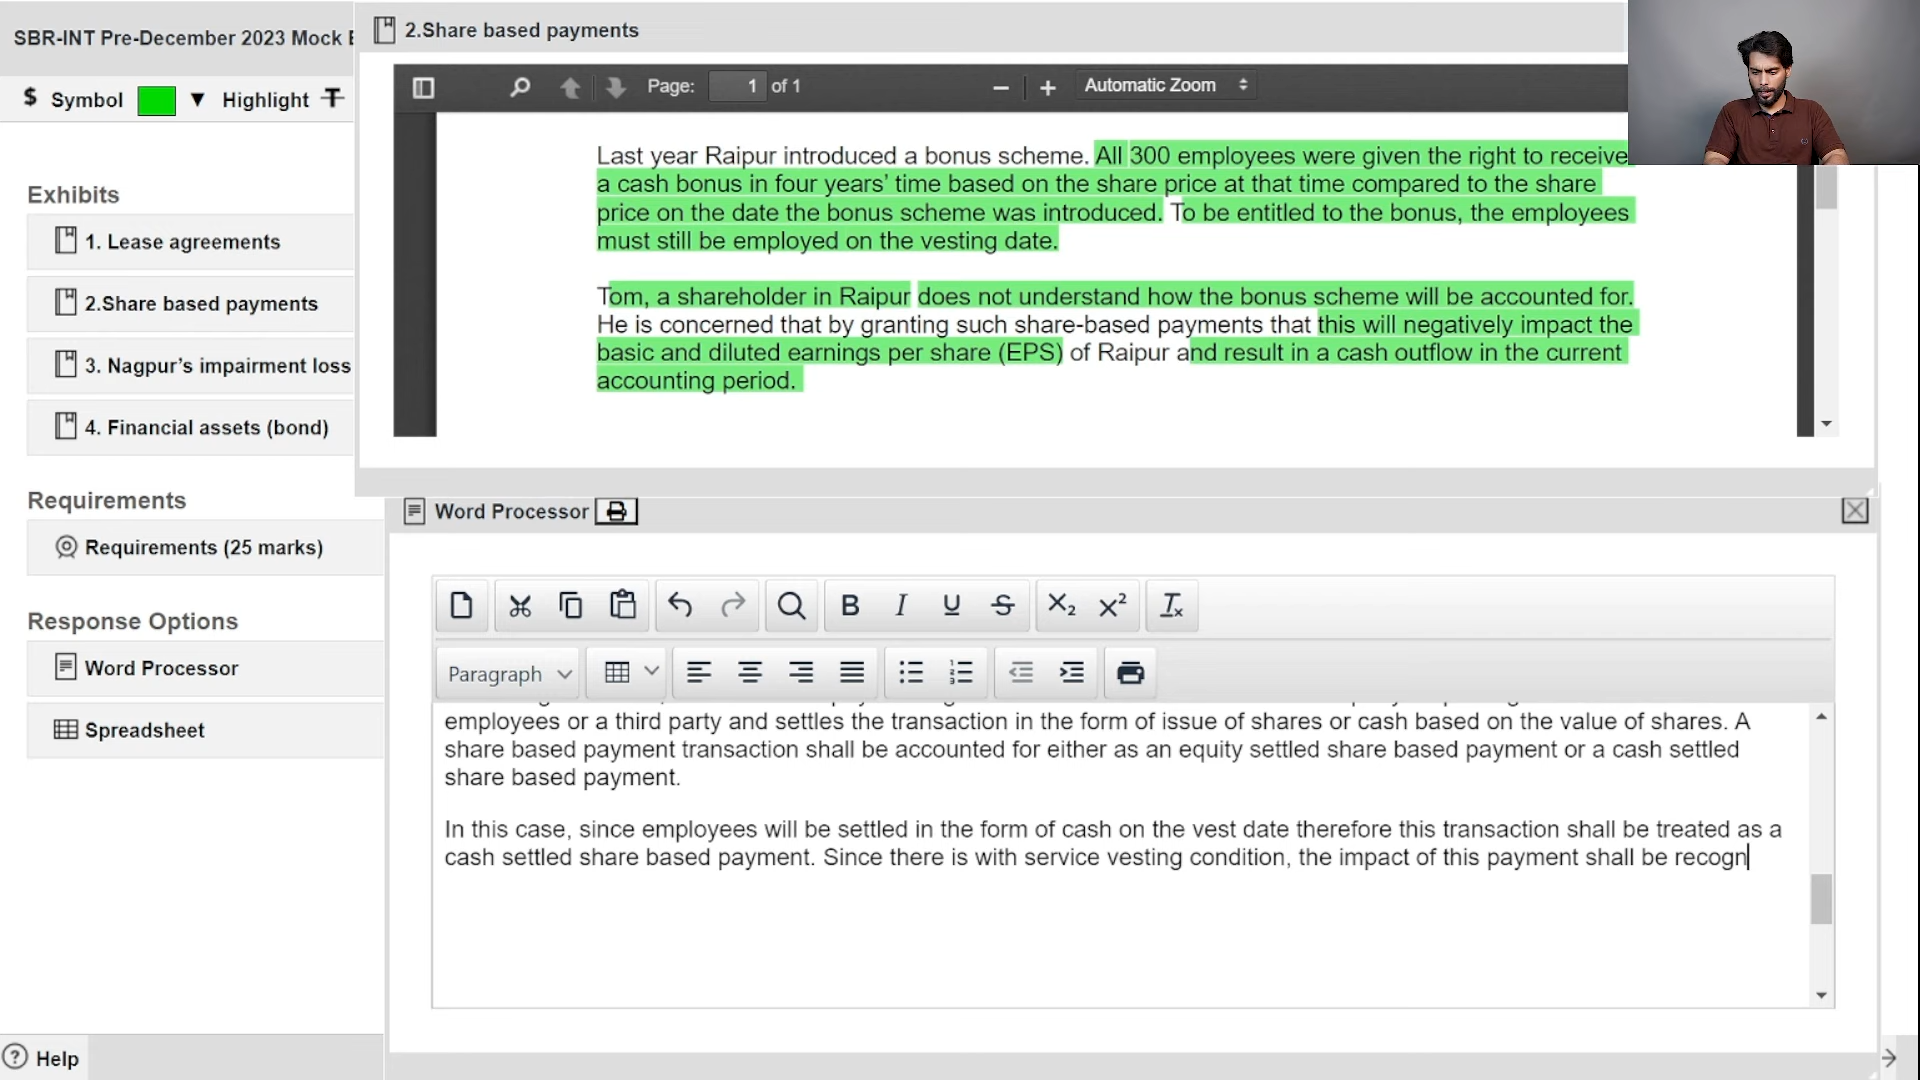 SBR-INT Pre-December 2023 Mock E
2.Share based payments
$ Symbol Highlight T
Page: 1 of 1
Automatic Zoom
Last year Raipur introduced a bonus scheme. All 300 employees were given the right to receive
a cash bonus in four years' time based on the share price at that time compared to the share
price on the date the bonus scheme was introduced. To be entitled to the bonus, the employees
must still be employed on the vesting date.
Tom, a shareholder in Raipur does not understand how the bonus scheme will be accounted for.
He is concerned that by granting such share-based payments that this will negatively impact the
basic and diluted earnings per share (EPS) of Raipur and result in a cash outflow in the current
accounting period.
Exhibits
1. Lease agreements
2.Share based payments
3. Nagpur's impairment loss
4. Financial assets (bond)
Requirements
Requirements (25 marks)
Response Options
Word Processor
Spreadsheet
Help
Word Processor
B I U S X₂ X² Tx
Paragraph
employees or a third party and settles the transaction in the form of issue of shares or cash based on the value of shares. A
share based payment transaction shall be accounted for either as an equity settled share based payment or a cash settled
share based payment.
In this case, since employees will be settled in the form of cash on the vest date therefore this transaction shall be treated as a
cash settled share based payment. Since there is with service vesting condition, the impact of this payment shall be recogn